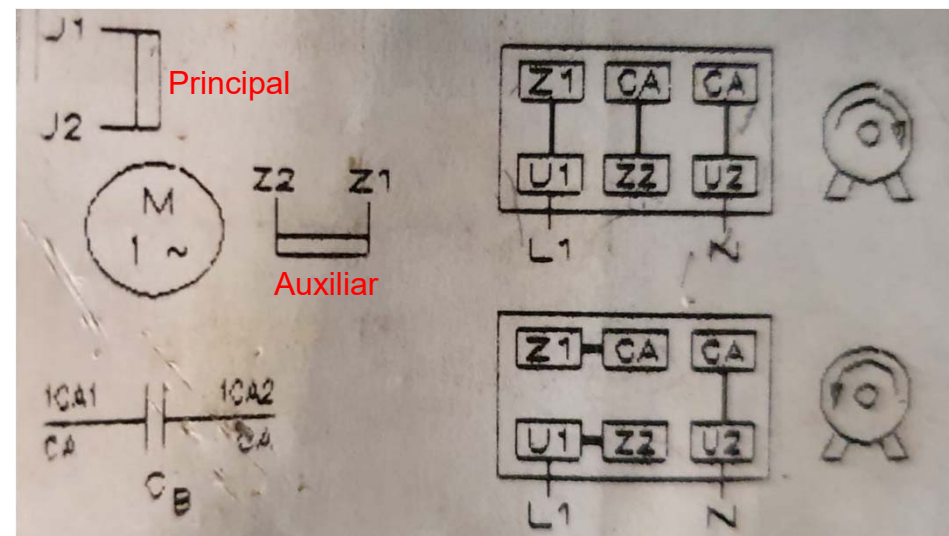 U1
Principal
U2
M
1 ~
Z2 Z1
Auxiliar
1CA1 1CA2
CA CA
CB
Z1 CA CA
U1 Z2 U2
L1 N
Z1 CA CA
U1 Z2 U2
L1 N